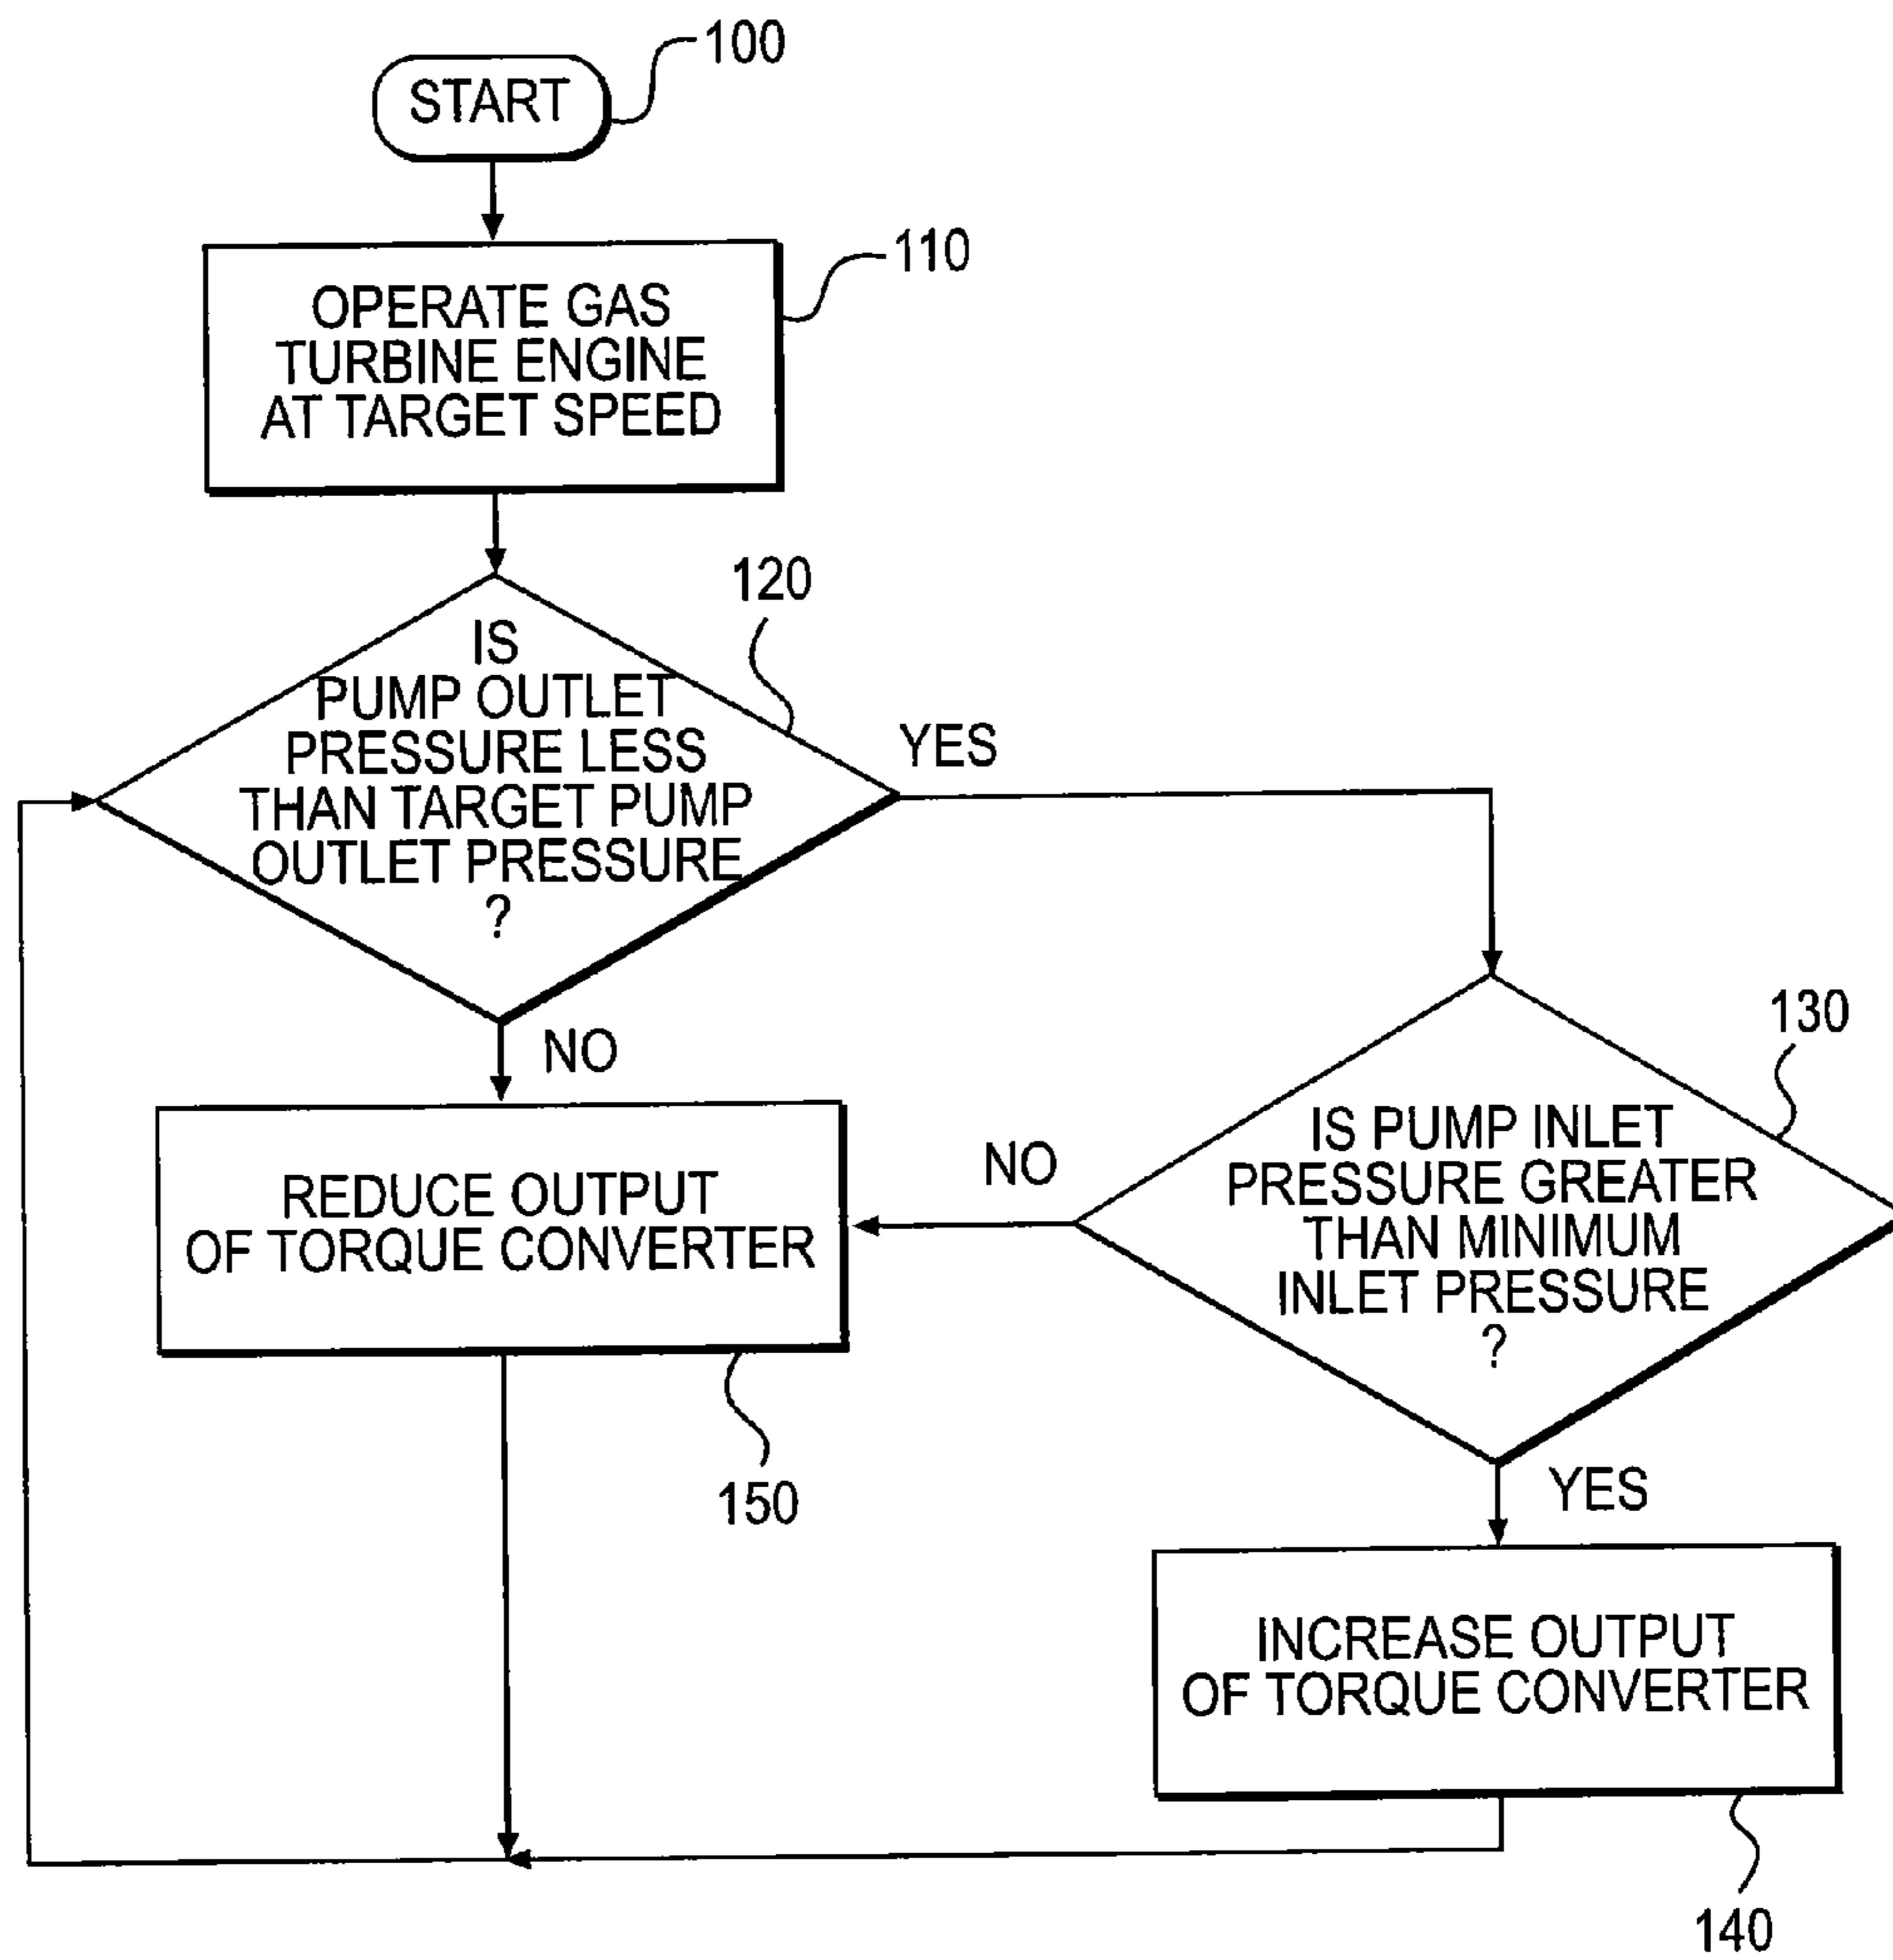 100
START
110
OPERATE GAS
TURBINE ENGINE
AT TARGET SPEED
120
IS
PUMP OUTLET
PRESSURE LESS
THAN TARGET PUMP
OUTLET PRESSURE
?
YES
NO
130
IS PUMP INLET
PRESSURE GREATER
THAN MINIMUM
INLET PRESSURE
?
NO
REDUCE OUTPUT
OF TORQUE CONVERTER
150
YES
INCREASE OUTPUT
OF TORQUE CONVERTER
140